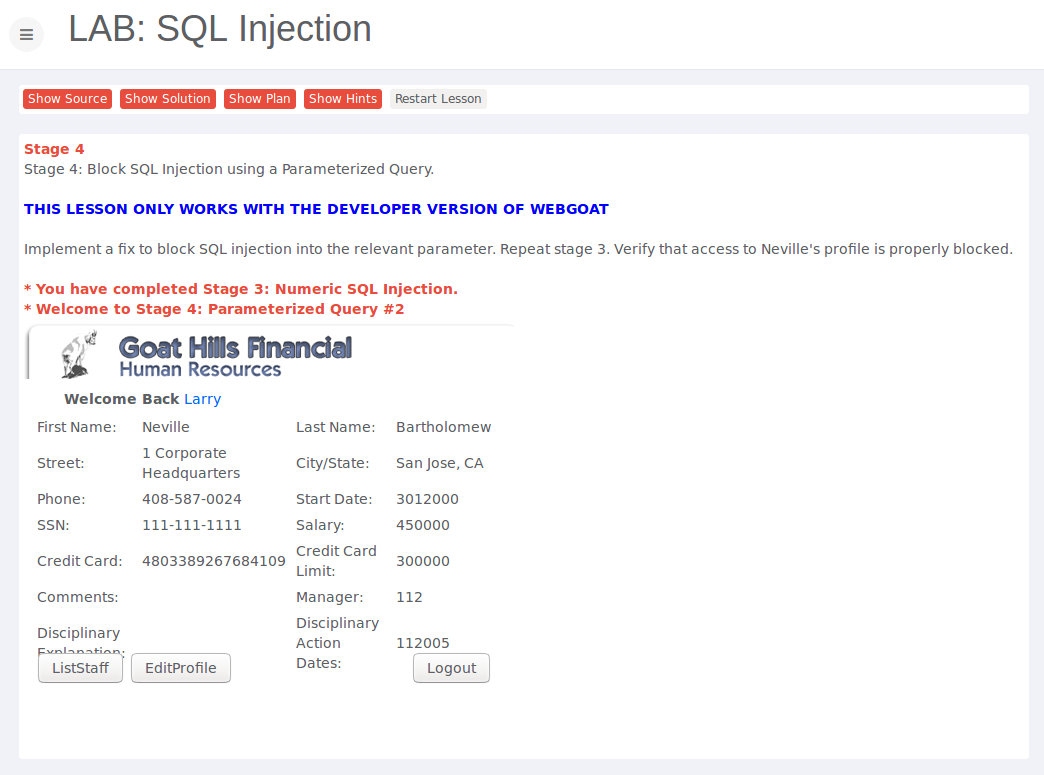 LAB: SQL Injection
Show Source Show Solution Show Plan Show Hints Restart Lesson
Stage 4
Stage 4: Block SQL Injection using a Parameterized Query.
THIS LESSON ONLY WORKS WITH THE DEVELOPER VERSION OF WEBGOAT
Implement a fix to block SQL injection into the relevant parameter. Repeat stage 3. Verify that access to Neville's profile is properly blocked.
* You have completed Stage 3: Numeric SQL Injection.
* Welcome to Stage 4: Parameterized Query #2
Goat Hills Financial
Human Resources
Welcome Back Larry
First Name: Neville Last Name: Bartholomew
Street: 1 Corporate Headquarters City/State: San Jose, CA
Phone: 408-587-0024 Start Date: 3012000
SSN: 111-111-1111 Salary: 450000
Credit Card: 4803389267684109 Credit Card Limit: 300000
Comments: Manager: 112
Disciplinary Explanation: Disciplinary Action Dates: 112005
ListStaff EditProfile Logout